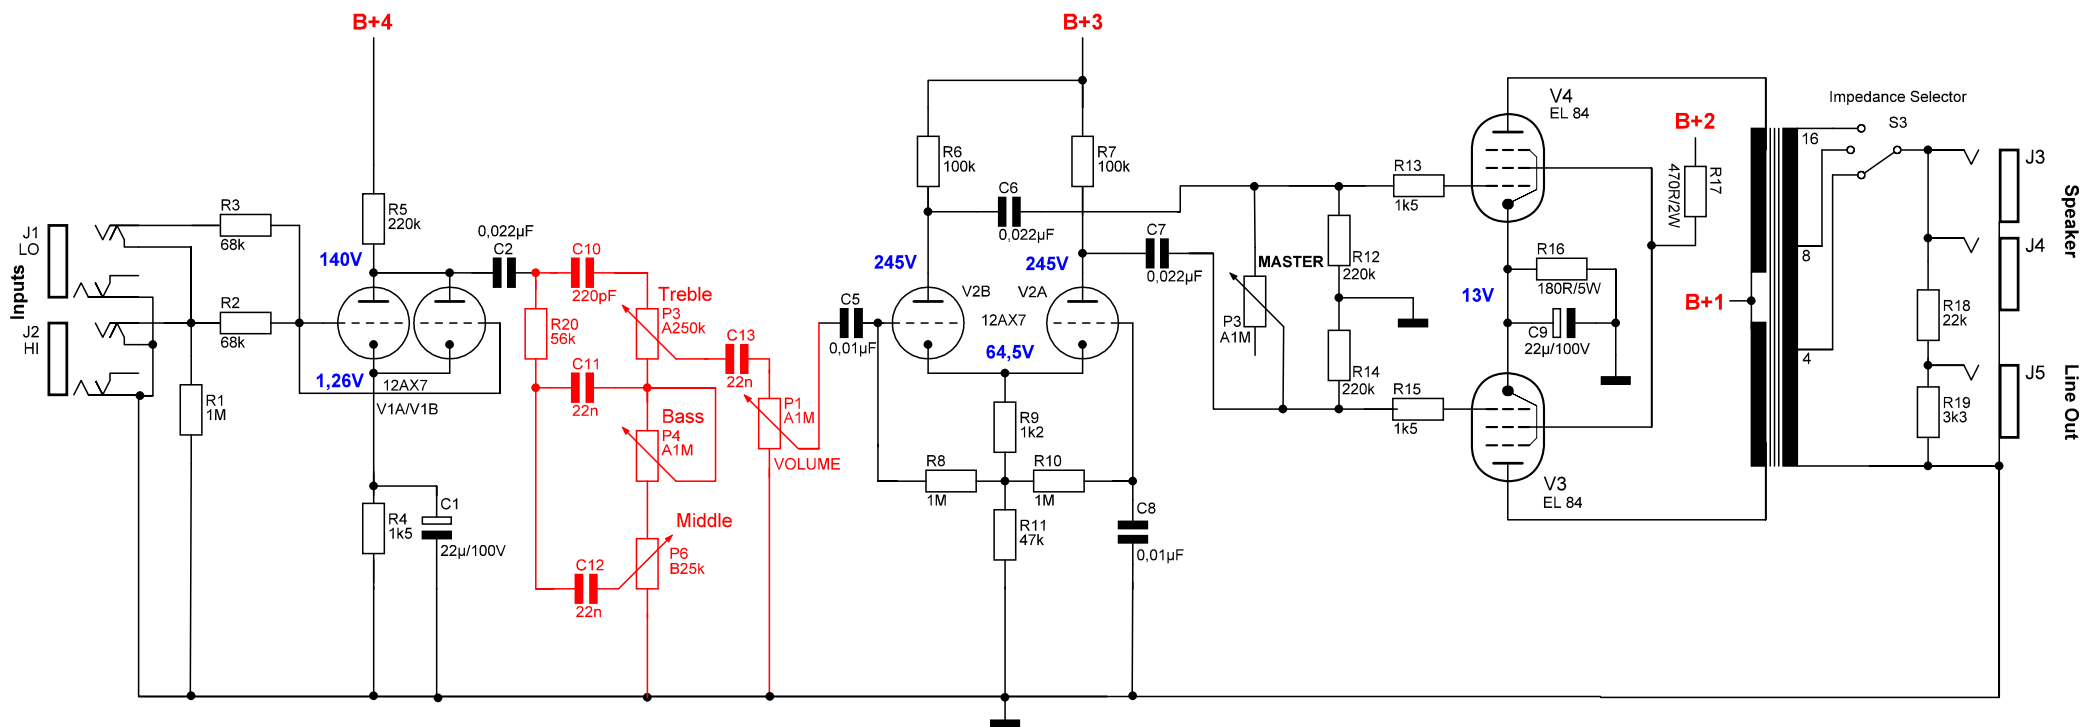 B+4
B+3
Inputs
J1
LO
J2
HI
R3
68k
R2
68k
R1
1M
R5
220k
140V
1,26V
12AX7
V1A/V1B
R4
1k5
C1
22µ/100V
0,022µF
C2
C10
220pF
R20
56k
Treble
P3
A250k
C11
22n
Bass
P4
A1M
Middle
P6
B25k
C12
22n
C13
22n
P1
A1M
VOLUME
C5
0,01µF
R6
100k
R7
100k
C6
0,022µF
C7
0,022µF
245V
245V
V2B
V2A
12AX7
64,5V
R9
1k2
R8
1M
R10
1M
R11
47k
C8
0,01µF
MASTER
P3
A1M
R12
220k
R14
220k
R13
1k5
R15
1k5
V4
EL 84
13V
R16
180R/5W
C9
22µ/100V
V3
EL 84
B+2
R17
470R/2W
B+1
Impedance Selector
S3
16
8
4
R18
22k
R19
3k3
J3
J4
J5
Speaker
Line Out